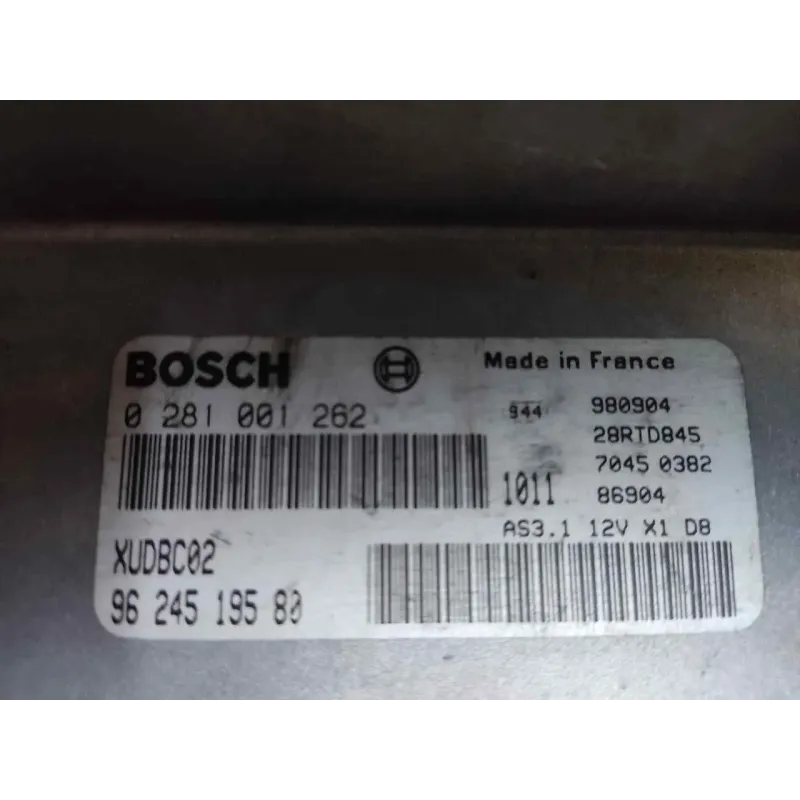 BOSCH
Made in France
0 281 001 262
944 980904
28RTD845
7045 0382
1011 86904
AS3.1 12V X1 D8
XUDBC02
96 245 195 80